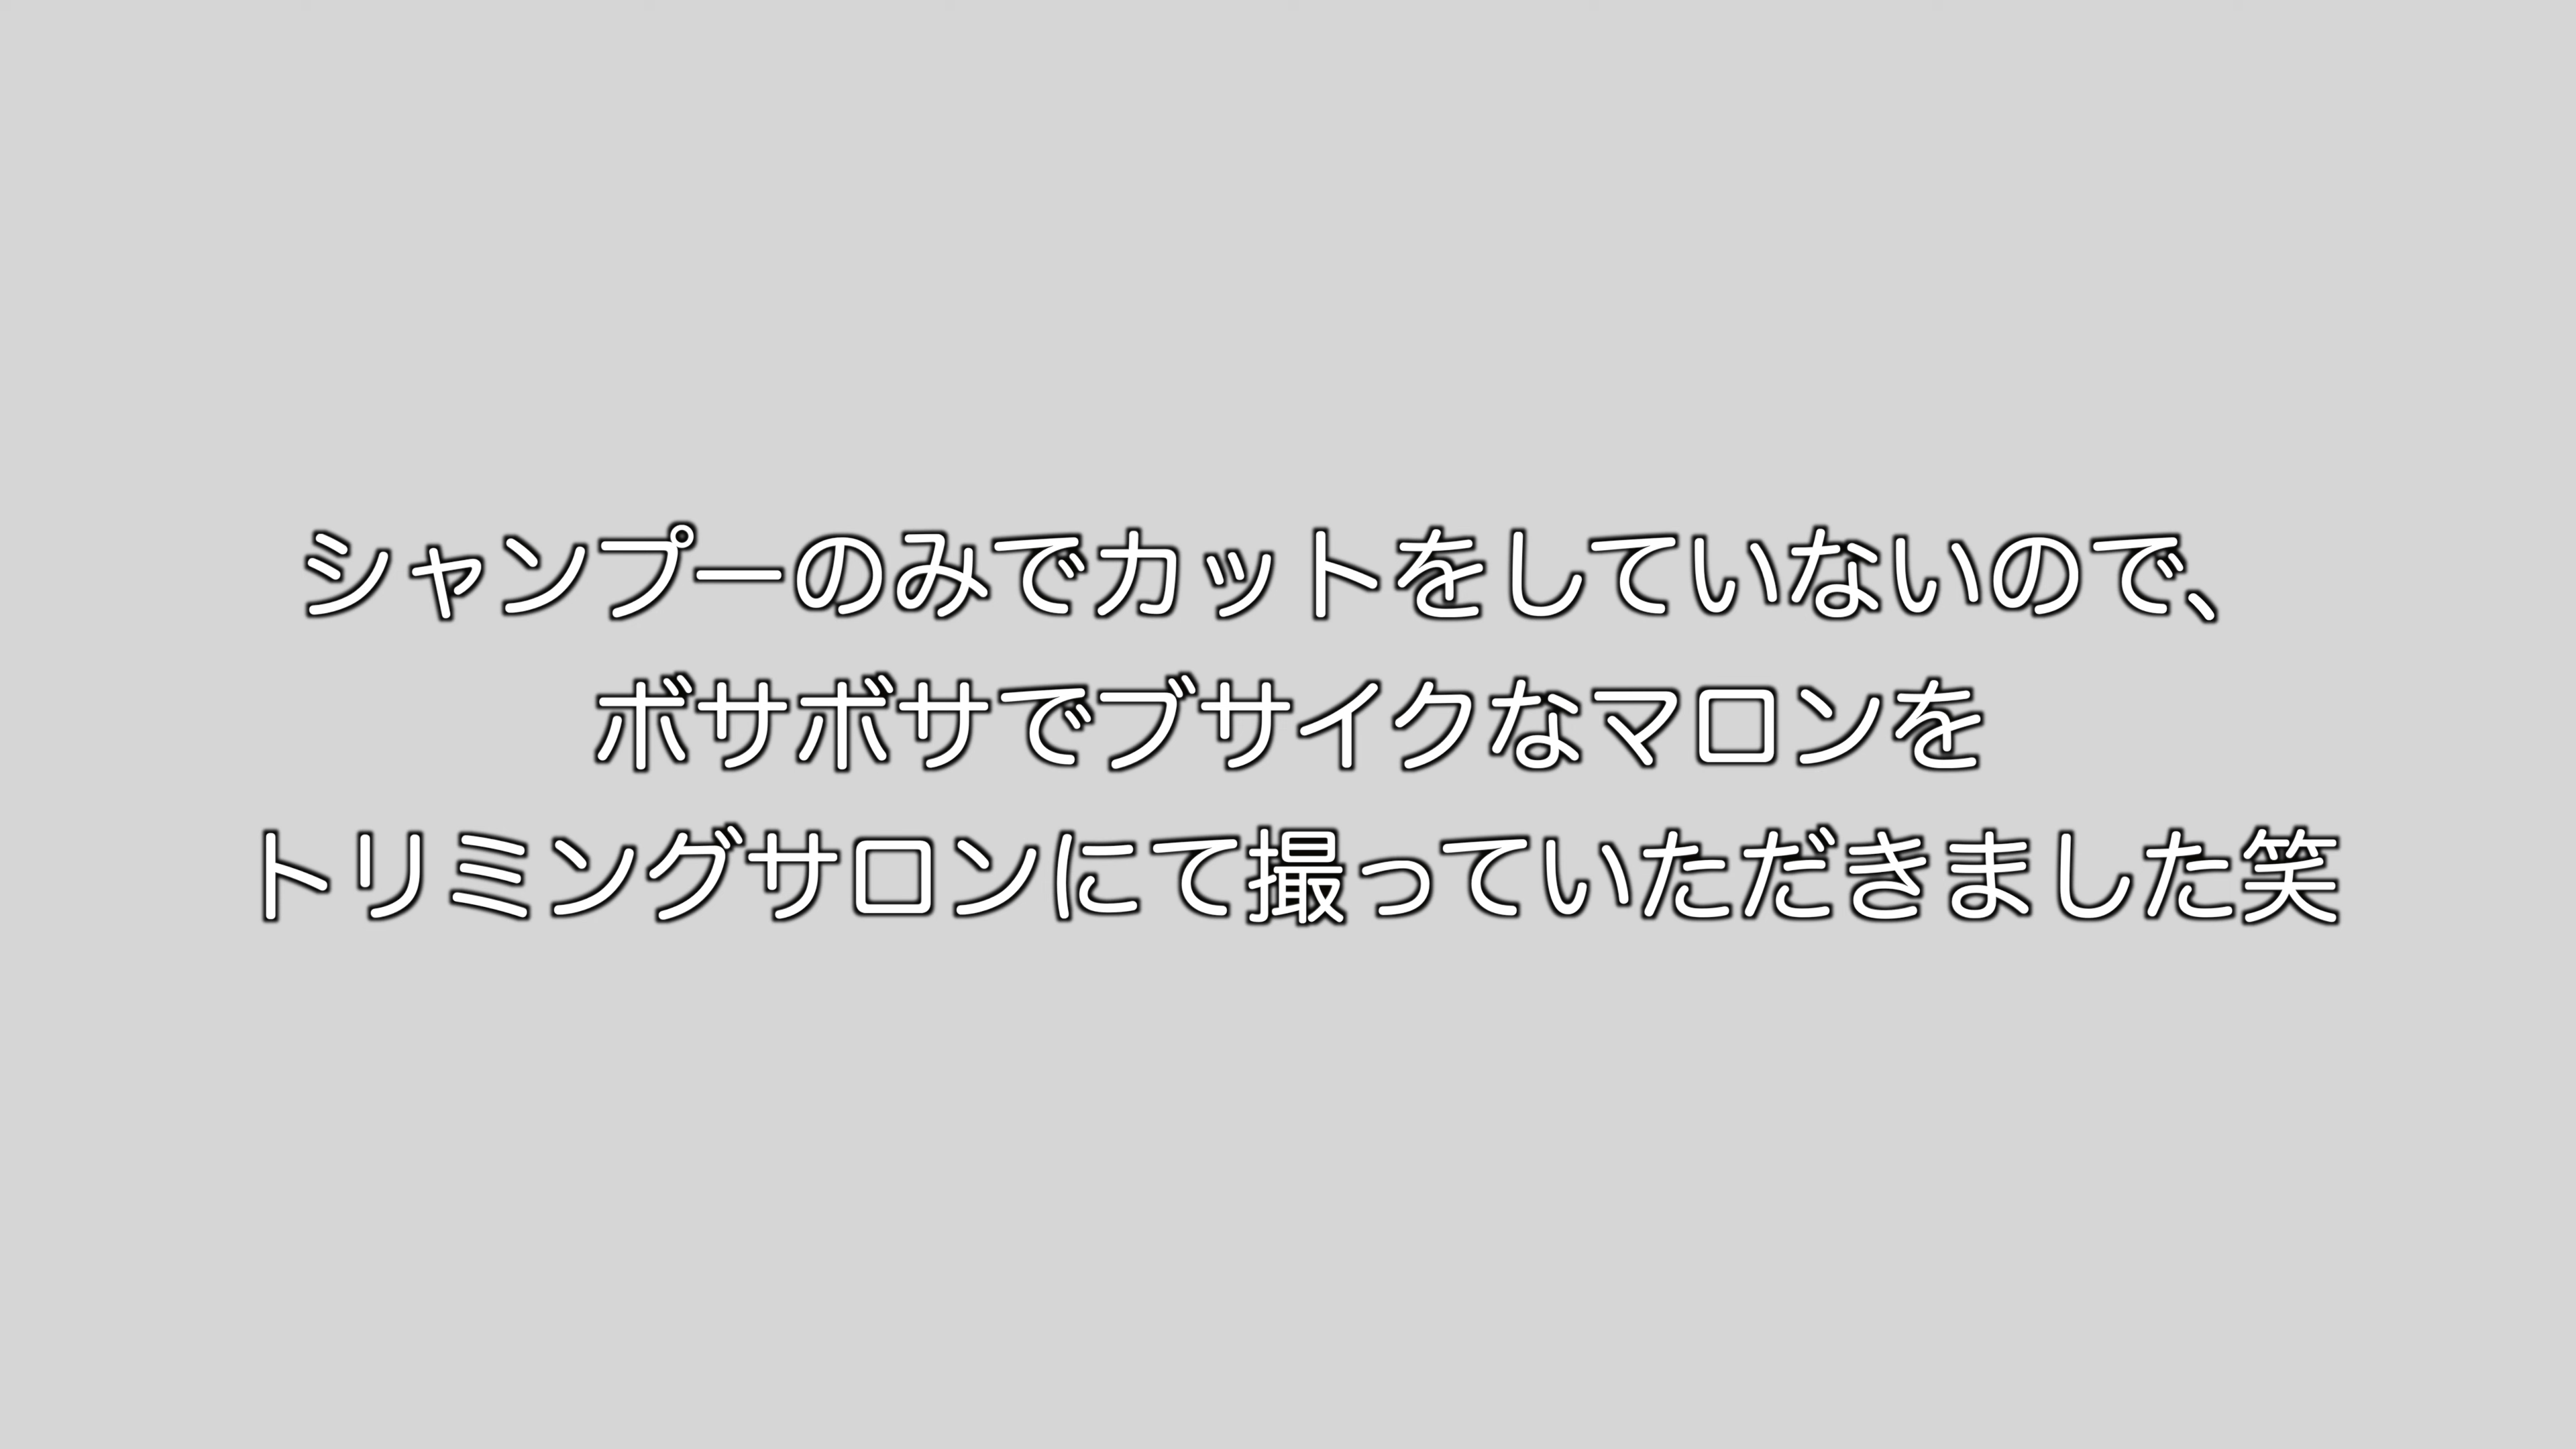 シャンプーのみでカットをしていないので、
ボサボサでブサイクなマロンを
トリミングサロンにて撮っていただきました笑